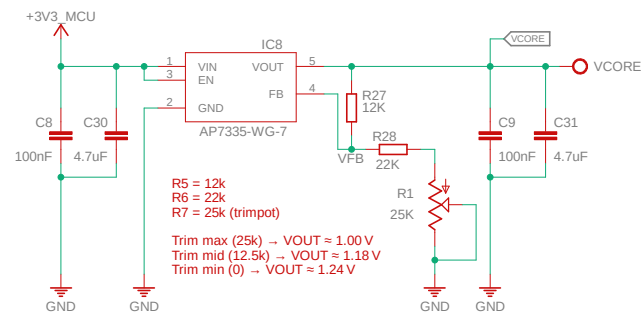 +3V3_MCU
IC8
VCORE
1 VIN VOUT 5
3 EN
FB 4
2 GND
AP7335-WG-7
VCORE
R27
12K
C8
100nF
C30
4.7uF
R28
22K
VFB
C9
100nF
C31
4.7uF
R1
25K
R5 = 12k
R6 = 22k
R7 = 25k (trimpot)
Trim max (25k) → VOUT ≈ 1.00 V
Trim mid (12.5k) → VOUT ≈ 1.18 V
Trim min (0) → VOUT ≈ 1.24 V
GND
GND
GND
GND